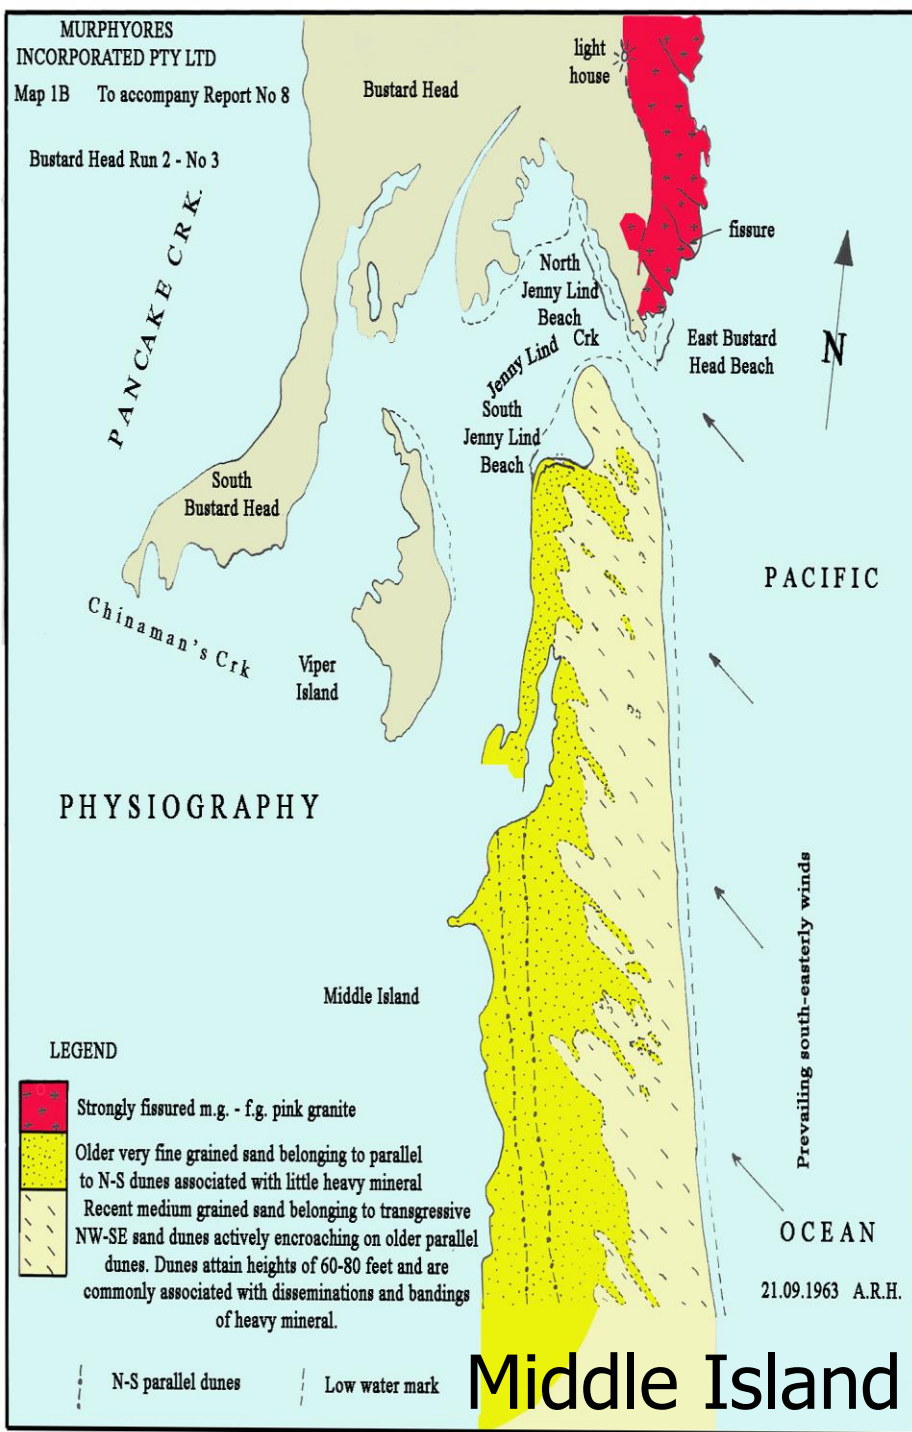 MURPHYORES
INCORPORATED PTY LTD
Map 1B To accompany Report No 8
Bustard Head Run 2 - No 3
light
house
Bustard Head
PANCAKE CRK.
fissure
North
Jenny Lind
Beach
Jenny Lind Crk
East Bustard
Head Beach
N
South
Jenny Lind
Beach
South
Bustard Head
PACIFIC
Chinaman's Crk
Viper
Island
PHYSIOGRAPHY
Prevailing south-easterly winds
Middle Island
LEGEND
Strongly fissured m.g. - f.g. pink granite
Older very fine grained sand belonging to parallel
to N-S dunes associated with little heavy mineral
Recent medium grained sand belonging to transgressive
NW-SE sand dunes actively encroaching on older parallel
dunes. Dunes attain heights of 60-80 feet and are
commonly associated with disseminations and bandings
of heavy mineral.
OCEAN
21.09.1963 A.R.H.
N-S parallel dunes
Low water mark
Middle Island